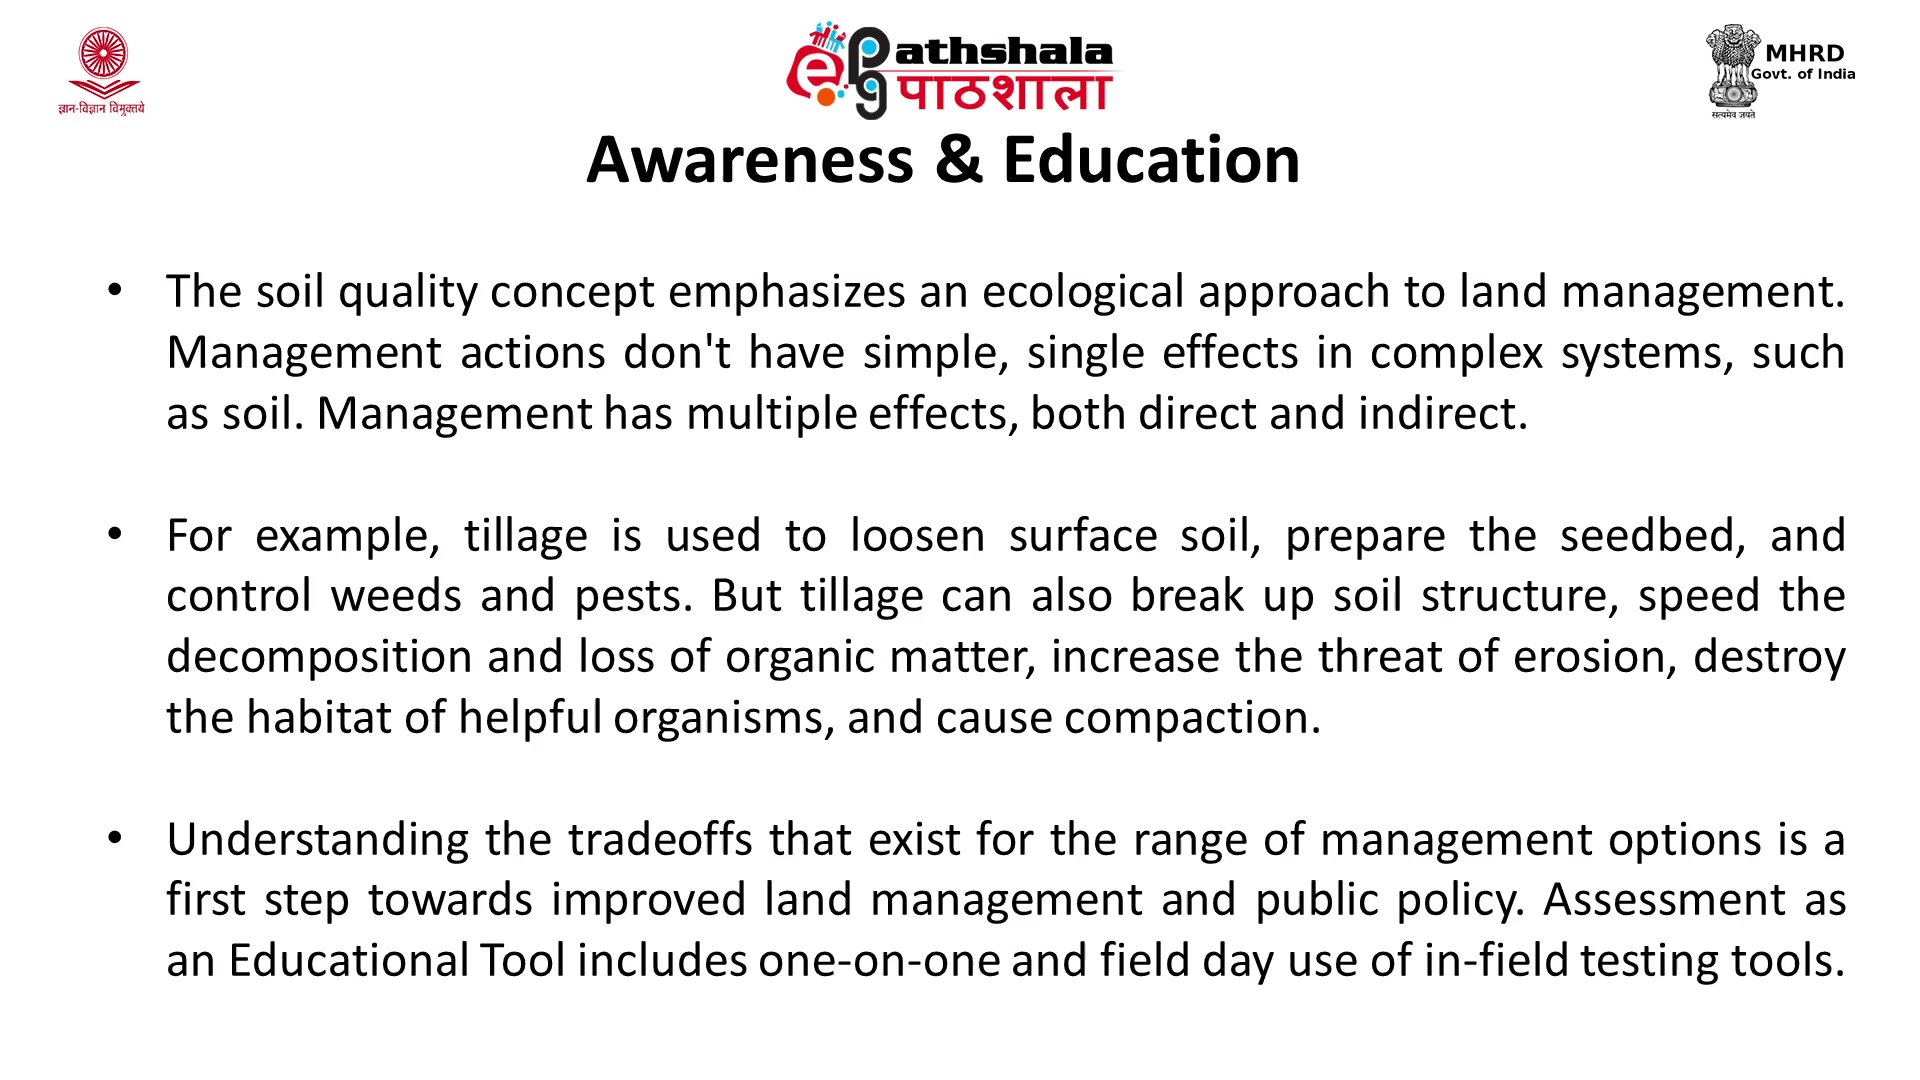 ज्ञान-विज्ञान विमुक्तये
e Pg athshala
पाठशाला
MHRD
Govt. of India
सत्यमेव जयते
Awareness & Education
• The soil quality concept emphasizes an ecological approach to land management.
Management actions don't have simple, single effects in complex systems, such
as soil. Management has multiple effects, both direct and indirect.
• For example, tillage is used to loosen surface soil, prepare the seedbed, and
control weeds and pests. But tillage can also break up soil structure, speed the
decomposition and loss of organic matter, increase the threat of erosion, destroy
the habitat of helpful organisms, and cause compaction.
• Understanding the tradeoffs that exist for the range of management options is a
first step towards improved land management and public policy. Assessment as
an Educational Tool includes one-on-one and field day use of in-field testing tools.